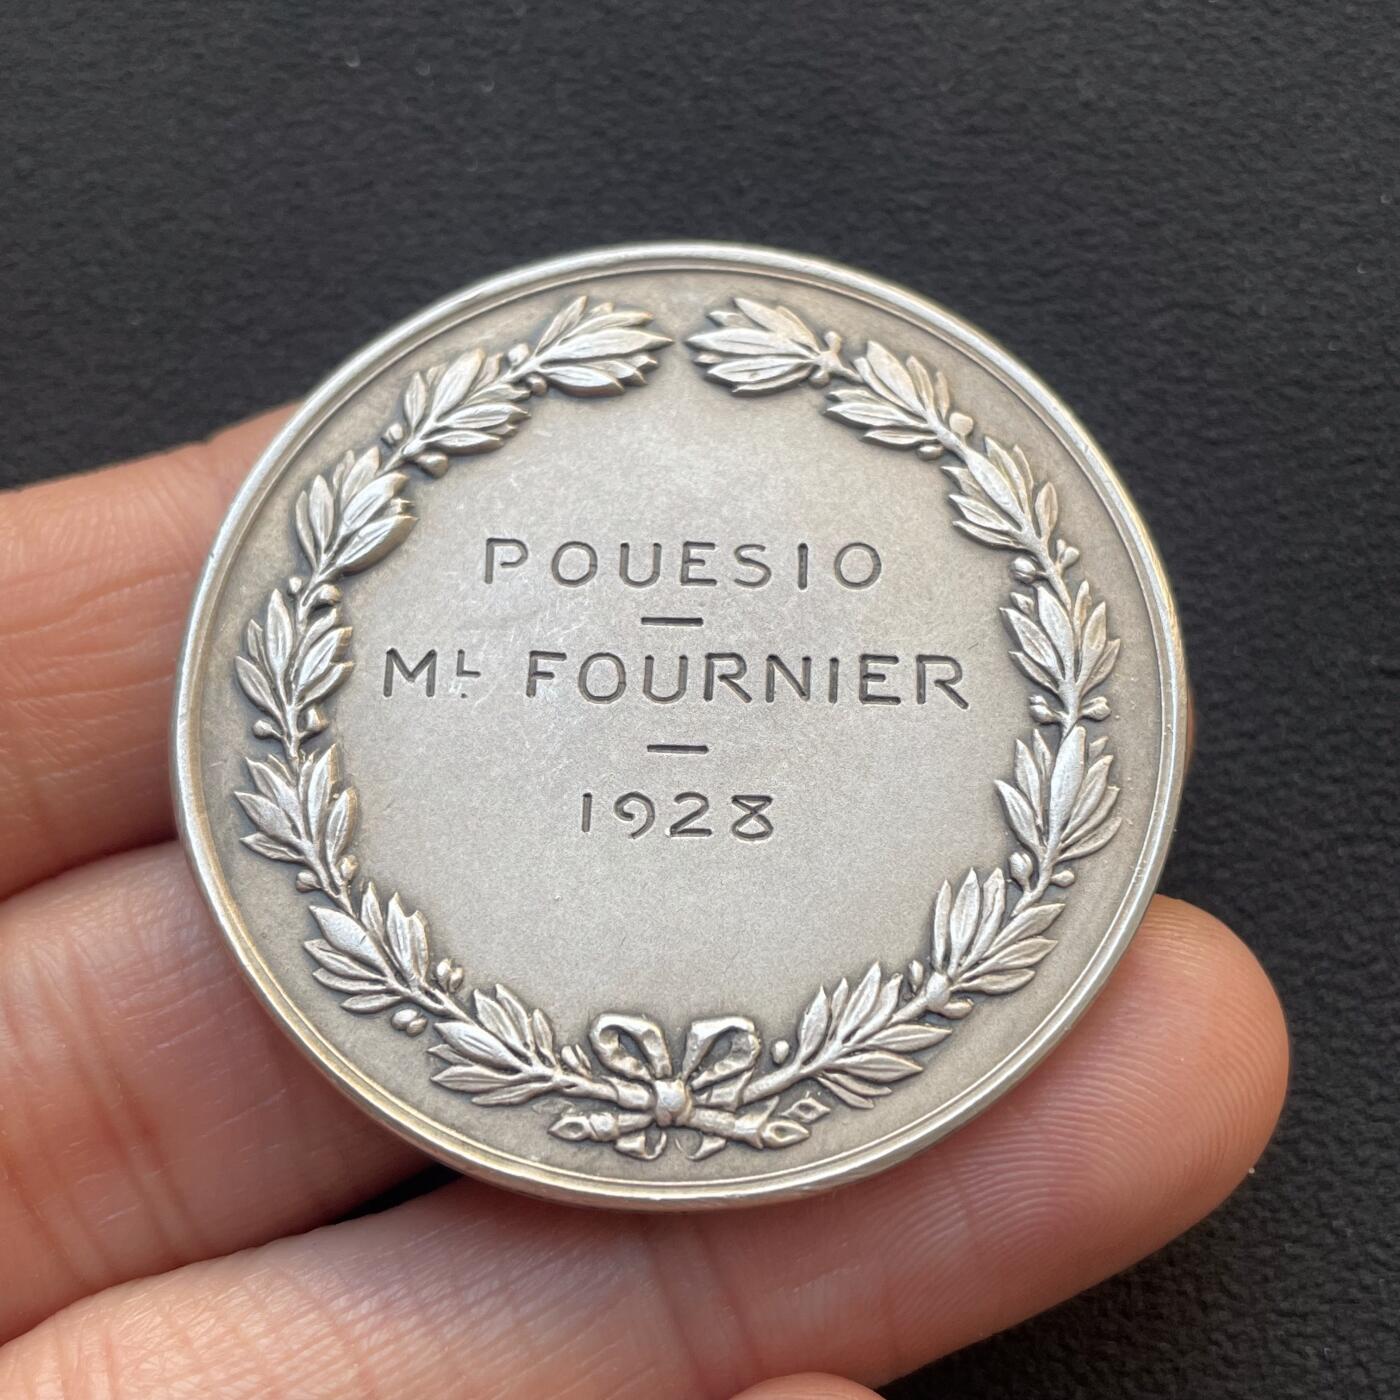 POUESIO
—
ML FOURNIER
—
1928